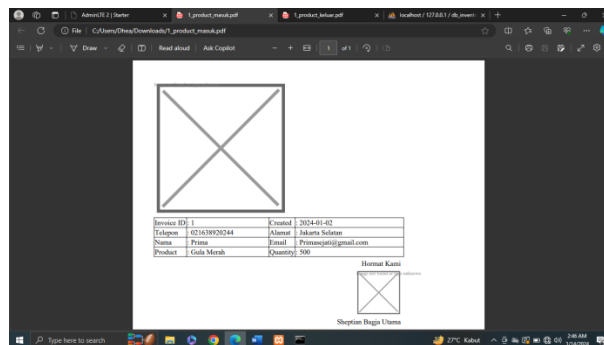 AdminLTE 2 | Starter
1_product_masuk.pdf
1_product_keluar.pdf
localhost / 127.0.0.1 / db_invent
File
C:/Users/Dhea/Downloads/1_product_masuk.pdf
Draw
Read aloud
Ask Copilot
1
of 1
Invoice ID : 1 Created : 2024-01-02
Telepon : 021638920244 Alamat : Jakarta Selatan
Nama : Prima Email : Primasejati@gmail.com
Product : Gula Merah Quantity : 500
Hormat Kami
Sheptian Bagja Utama
Type here to search
27°C Kabut
2:46 AM
1/14/2024